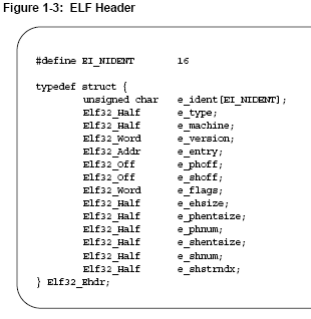 Figure 1-3: ELF Header
#define EI_NIDENT 16
typedef struct {
unsigned char e_ident[EI_NIDENT];
Elf32_Half e_type;
Elf32_Half e_machine;
Elf32_Word e_version;
Elf32_Addr e_entry;
Elf32_Off e_phoff;
Elf32_Off e_shoff;
Elf32_Word e_flags;
Elf32_Half e_ehsize;
Elf32_Half e_phentsize;
Elf32_Half e_phnum;
Elf32_Half e_shentsize;
Elf32_Half e_shnum;
Elf32_Half e_shstrndx;
} Elf32_Ehdr;